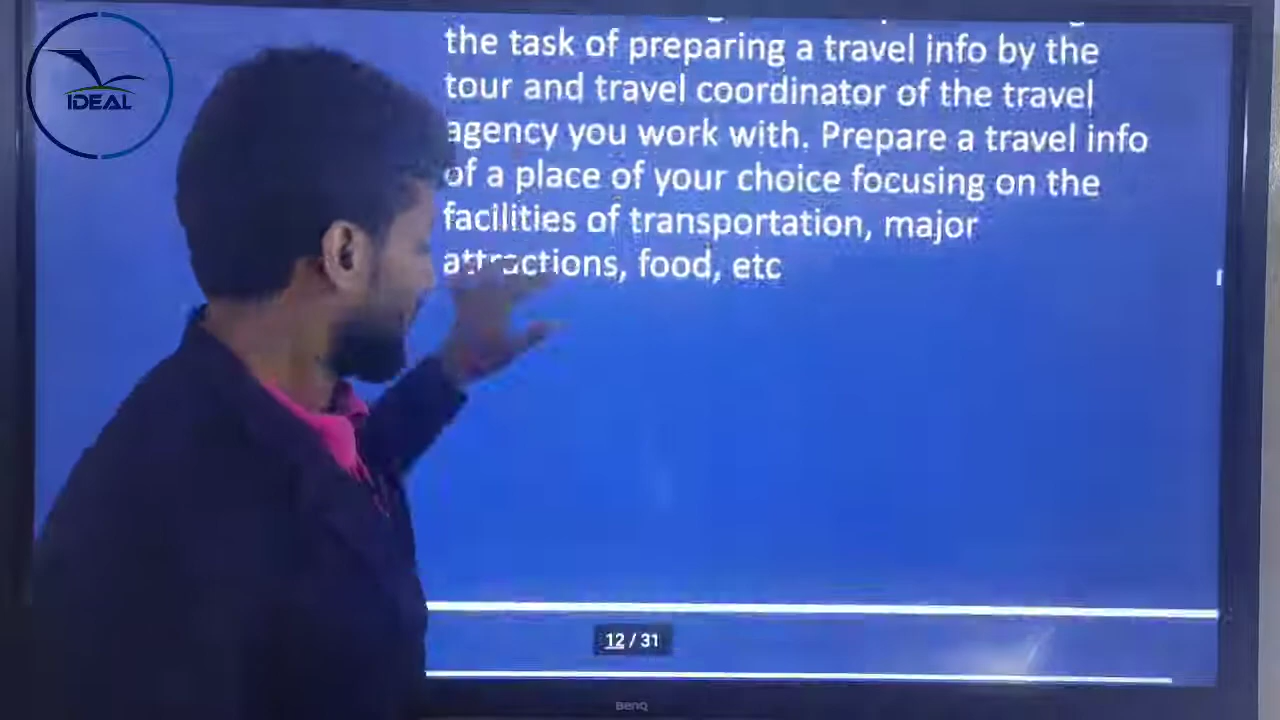 IDEAL
the task of preparing a travel info by the
tour and travel coordinator of the travel
agency you work with. Prepare a travel info
of a place of your choice focusing on the
facilities of transportation, major
attractions, food, etc
12 / 31
BenQ